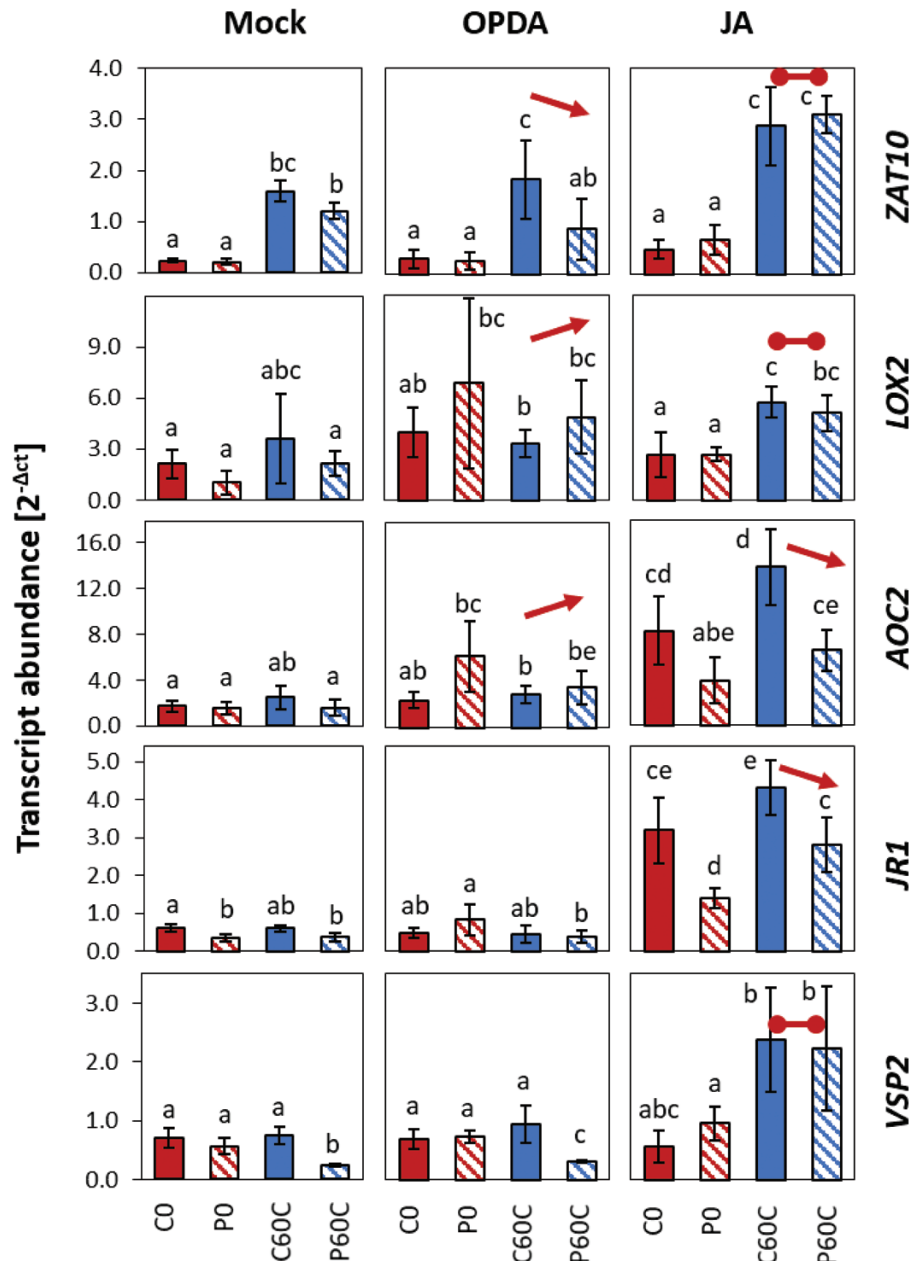 Mock OPDA JA
Transcript abundance [2^-Δct]
4.0
3.0
2.0
1.0
0.0
a a bc b
a a c ab
a a c c
ZAT10
9.0
6.0
3.0
0.0
a a abc a
ab bc b bc
a a c bc
LOX2
16.0
12.0
8.0
4.0
0.0
a a ab a
ab bc b be
cd abe d ce
AOC2
5.0
4.0
3.0
2.0
1.0
0.0
a b ab b
ab a ab b
ce d e c
JR1
3.0
2.0
1.0
0.0
a a a b
a a a c
abc a b b
VSP2
C0 P0 C60C P60C
C0 P0 C60C P60C
C0 P0 C60C P60C